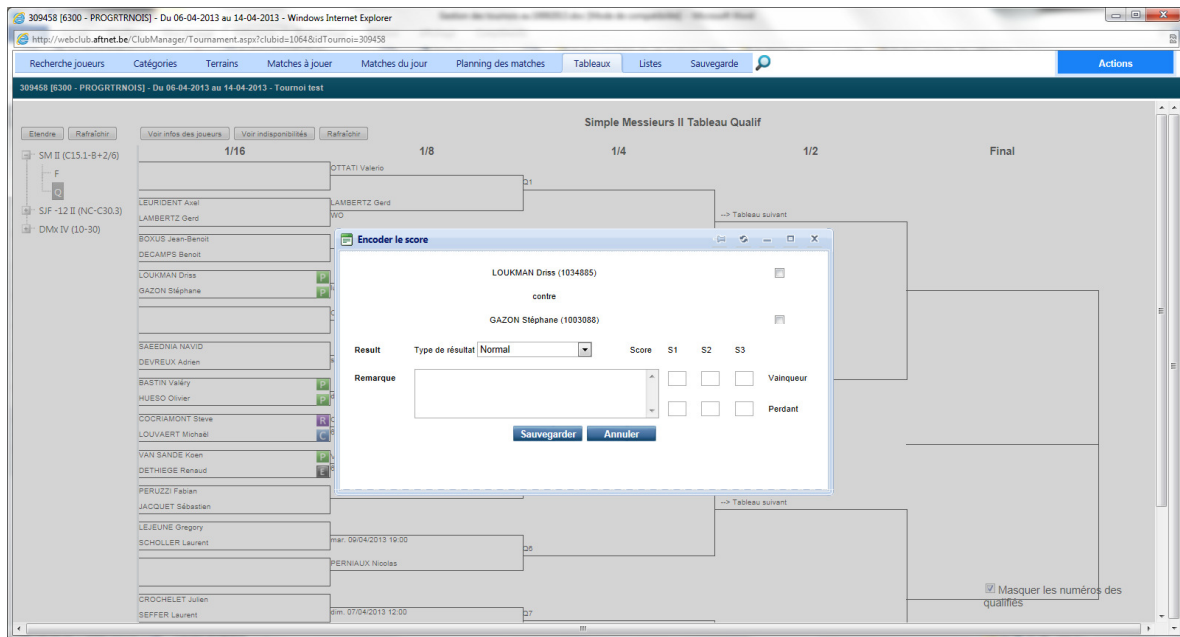 309458 [6300 - PROGRTRNOIS] - Du 06-04-2013 au 14-04-2013 - Windows Internet Explorer
http://webclub.aftnet.be/ClubManager/Tournament.aspx?clubid=1064&idTournoi=309458
Recherche joueurs Catégories Terrains Matches à jouer Matches du jour Planning des matches Tableaux Listes Sauvegarde Actions
309458 [6300 - PROGRTRNOIS] - Du 06-04-2013 au 14-04-2013 - Tournoi test
Simple Messieurs II Tableau Qualif
Etendre Rafraîchir Voir infos des joueurs Voir indisponibilités Rafraîchir
1/16 1/8 1/4 1/2 Final
SM II (C15.1-B+2/6)
F
Q
SJF -12 II (NC-C30.3)
DMx IV (10-30)
OTTATI Valerio
Q1
LEURIDENT Axel
LAMBERTZ Gerd
LAMBERTZ Gerd
WO
--> Tableau suivant
BOXUS Jean-Benoit
DECAMPS Benoit
LOUKMAN Driss P
GAZON Stéphane P
SAEEDNIA NAVID
DEVREUX Adrien
BASTIN Valéry P
HUESO Olivier P
COCRIAMONT Steve R
LOUVAERT Michaël C
VAN SANDE Koen P
DETHIEGE Renaud E
PERUZZI Fabian
JACQUET Sébastien
--> Tableau suivant
LEJEUNE Gregory
SCHOLLER Laurent
mar. 09/04/2013 19:00
Q6
PERNIAUX Nicolas
CROCHELET Julien
SEFFER Laurent
dim. 07/04/2013 12:00
Q7
Masquer les numéros des
qualifiés
Encoder le score
LOUKMAN Driss (1034885)
contre
GAZON Stéphane (1003088)
Result Type de résultat Normal Score S1 S2 S3
Remarque Vainqueur
Perdant
Sauvegarder Annuler